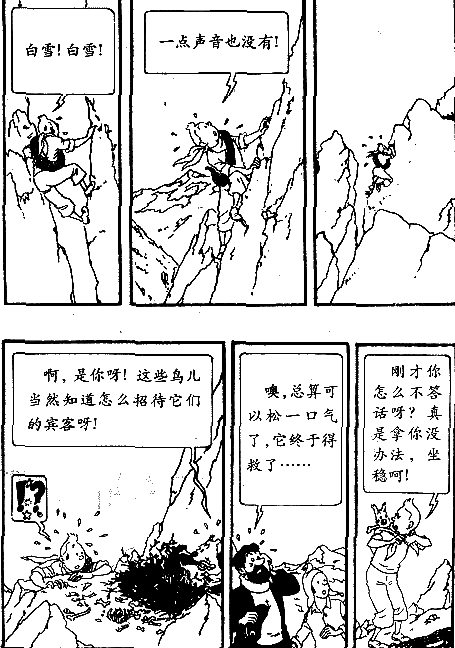 白雪！白雪！
一点声音也没有！
啊，是你呀！这些鸟儿
当然知道怎么招待它们
的宾客呀！
!?
噢，总算可
以松一口气
了，它终于得
救了……
刚才你
怎么不答
话呀？真
是拿你没
办法，坐
稳呵！